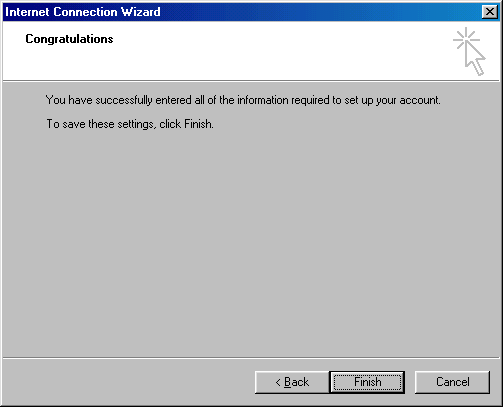 Internet Connection Wizard
Congratulations
You have successfully entered all of the information required to set up your account.
To save these settings, click Finish.
< Back Finish Cancel